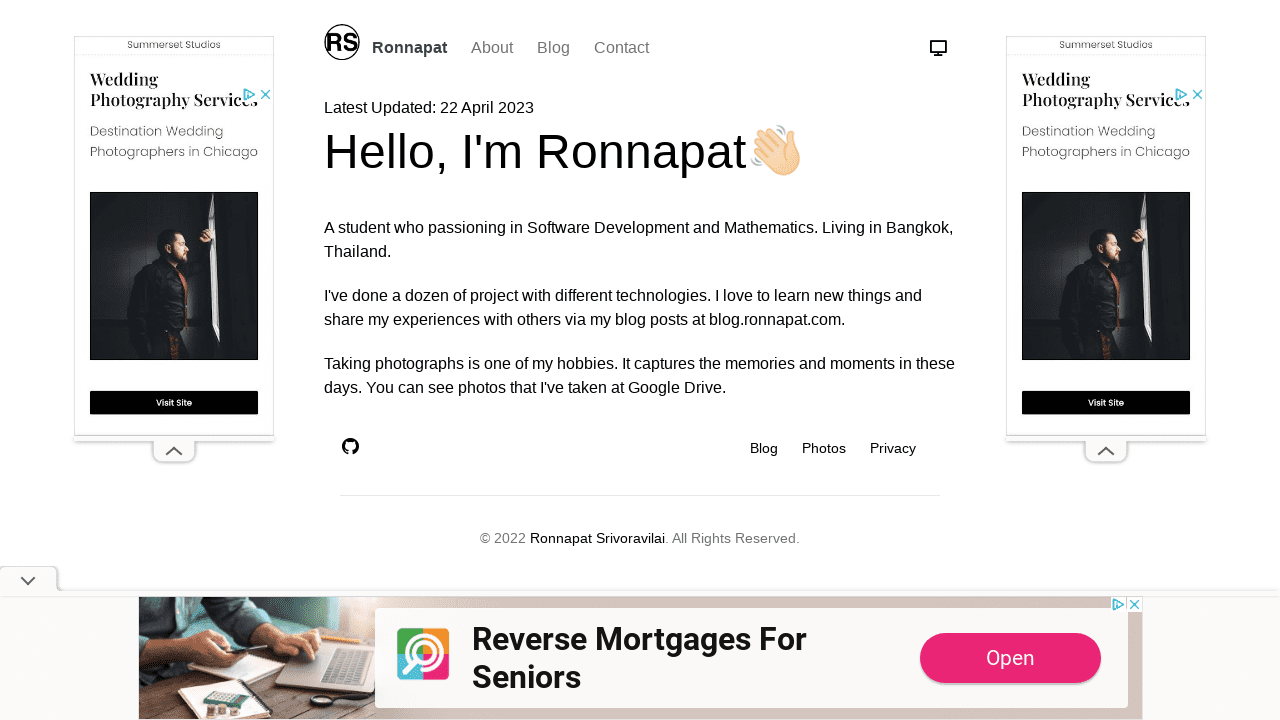 RS
Ronnapat
About
Blog
Contact
Latest Updated: 22 April 2023
Hello, I'm Ronnapat
A student who passioning in Software Development and Mathematics. Living in Bangkok,
Thailand.
I've done a dozen of project with different technologies. I love to learn new things and
share my experiences with others via my blog posts at blog.ronnapat.com.
Taking photographs is one of my hobbies. It captures the memories and moments in these
days. You can see photos that I've taken at Google Drive.
Blog
Photos
Privacy
© 2022 Ronnapat Srivoravilai. All Rights Reserved.
Summerset Studios
Wedding
Photography Services
Destination Wedding
Photographers in Chicago
Visit Site
Summerset Studios
Wedding
Photography Services
Destination Wedding
Photographers in Chicago
Visit Site
Reverse Mortgages For
Seniors
Open